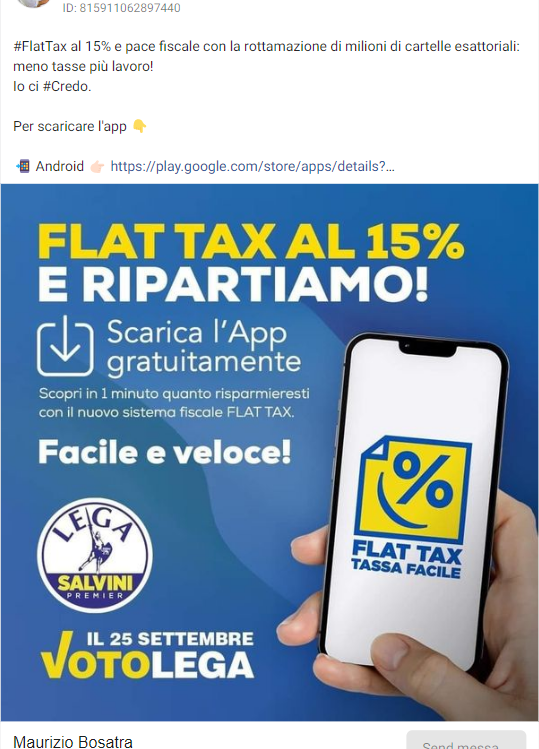 ID: 815911062897440
#FlatTax al 15% e pace fiscale con la rottamazione di milioni di cartelle esattoriali:
meno tasse più lavoro!
Io ci #Credo.
Per scaricare l'app 👇
📲 Android 👉🏻 https://play.google.com/store/apps/details?…
FLAT TAX AL 15%
E RIPARTIAMO!
Scarica l'App
gratuitamente
Scopri in 1 minuto quanto risparmieresti
con il nuovo sistema fiscale FLAT TAX.
Facile e veloce!
%
FLAT TAX
TASSA FACILE
LEGA
SALVINI
PREMIER
IL 25 SETTEMBRE
VOTOLEGA
Maurizio Bosatra
Send messa...